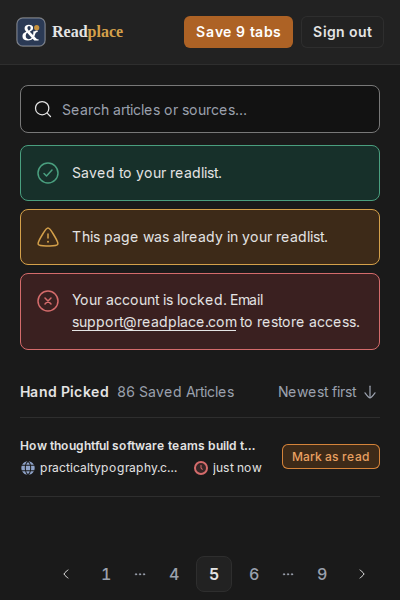 & Readplace
Save 9 tabs
Sign out
Search articles or sources...
Saved to your readlist.
This page was already in your readlist.
Your account is locked. Email
support@readplace.com to restore access.
Hand Picked 86 Saved Articles
Newest first
How thoughtful software teams build t...
practicaltypography.c... just now
Mark as read
1 ... 4 5 6 ... 9